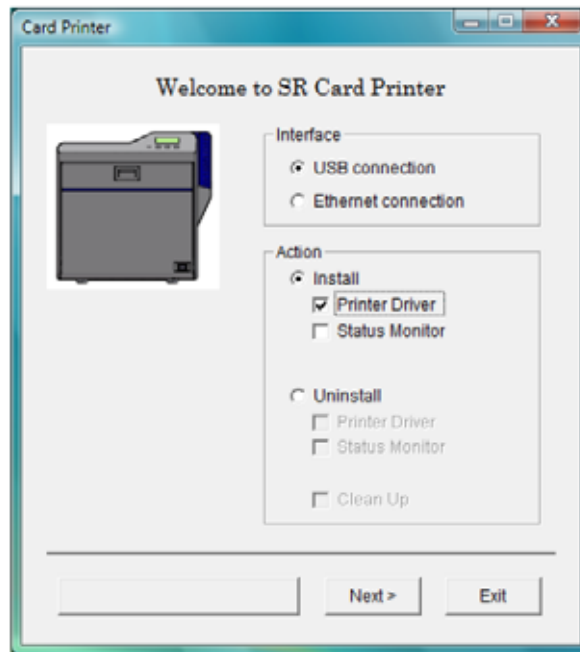 Card Printer
Welcome to SR Card Printer
Interface
USB connection
Ethernet connection
Action
Install
Printer Driver
Status Monitor
Uninstall
Printer Driver
Status Monitor
Clean Up
Next >
Exit